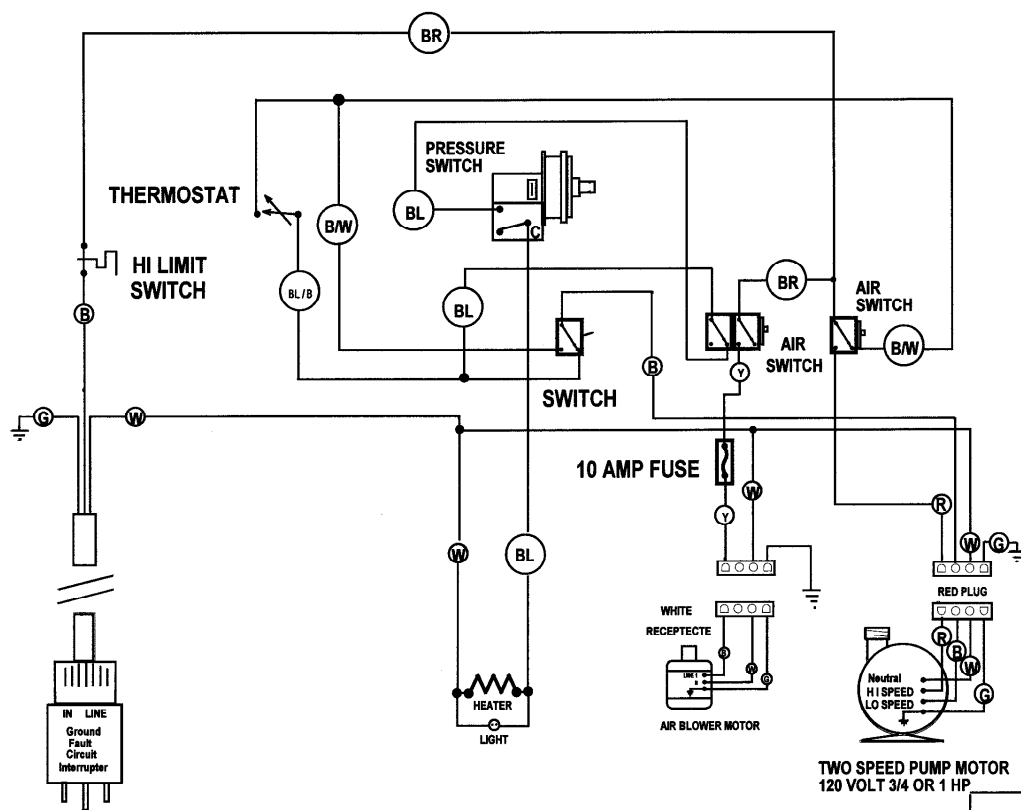 BR
PRESSURE
SWITCH
THERMOSTAT
BL
B/W
C
HI LIMIT
SWITCH
BL/B
BL
BR
AIR
SWITCH
B
AIR
SWITCH
B/W
SWITCH
B
Y
G
W
10 AMP FUSE
W
Y
R
W
BL
W
G
RED PLUG
WHITE
RECEPTECTE
B
W
G
R
B
W
G
LINE 1
N
AIR BLOWER MOTOR
Neutral
HI SPEED
LO SPEED
HEATER
LIGHT
IN LINE
Ground
Fault
Circuit
Interrupter
TWO SPEED PUMP MOTOR
120 VOLT 3/4 OR 1 HP